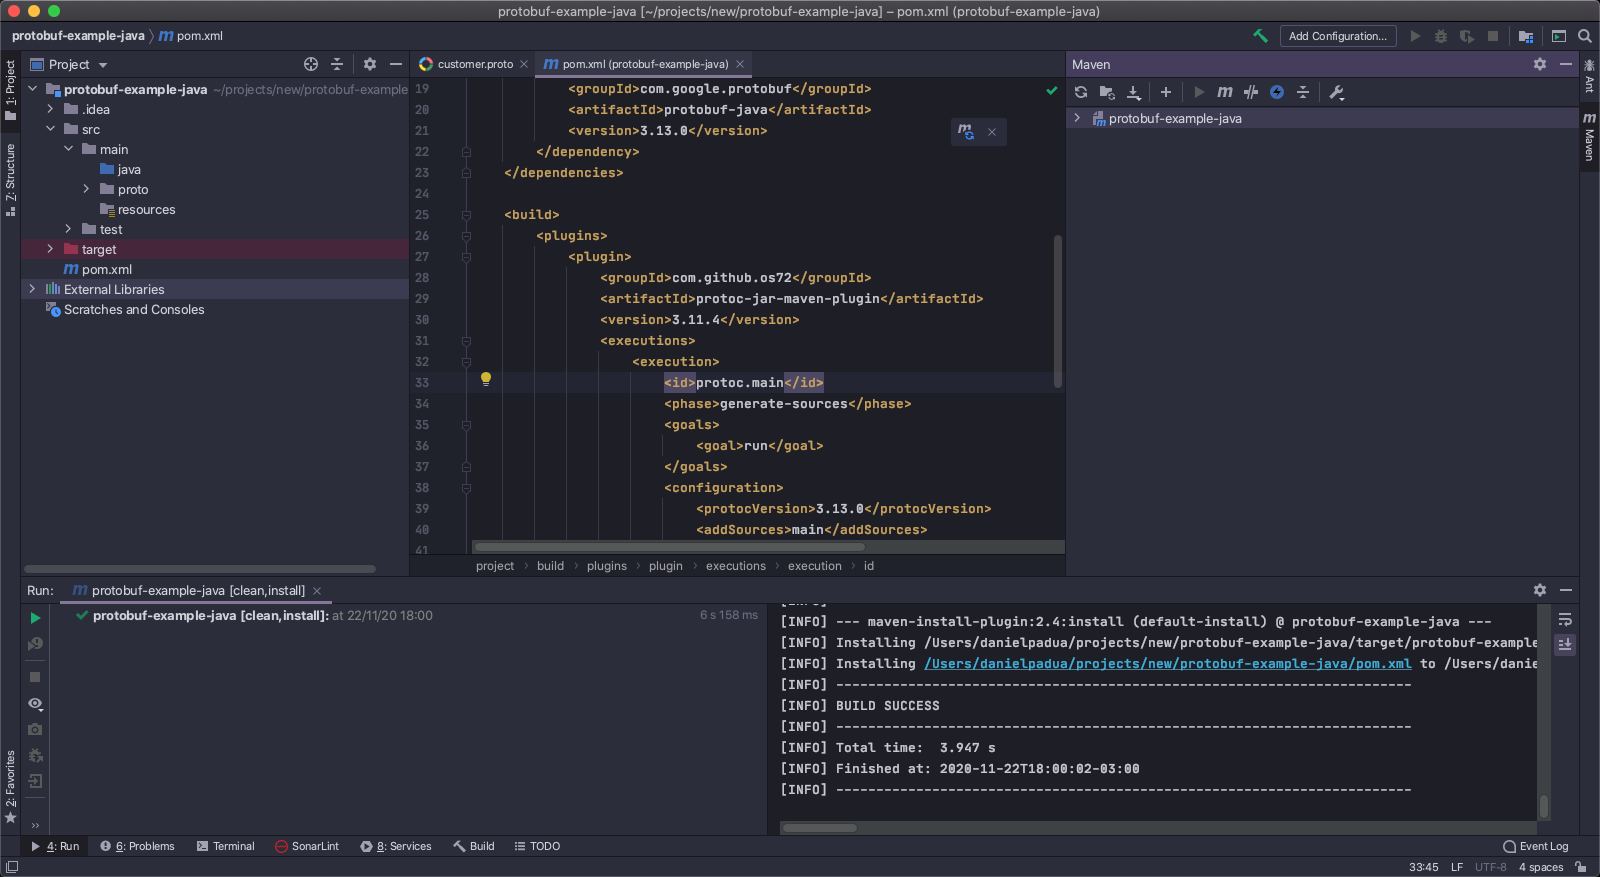 protobuf-example-java [~/projects/new/protobuf-example-java] – pom.xml (protobuf-example-java)
protobuf-example-java 〉 m pom.xml
Add Configuration...
1: Project
Z: Structure
2: Favorites
Project
protobuf-example-java ~/projects/new/protobuf-example
.idea
src
main
java
proto
resources
test
target
m pom.xml
External Libraries
Scratches and Consoles
customer.proto
m pom.xml (protobuf-example-java)
19 <groupId>com.google.protobuf</groupId>
20 <artifactId>protobuf-java</artifactId>
21 <version>3.13.0</version>
22 </dependency>
23 </dependencies>
24
25 <build>
26 <plugins>
27 <plugin>
28 <groupId>com.github.os72</groupId>
29 <artifactId>protoc-jar-maven-plugin</artifactId>
30 <version>3.11.4</version>
31 <executions>
32 <execution>
33 <id>protoc.main</id>
34 <phase>generate-sources</phase>
35 <goals>
36 <goal>run</goal>
37 </goals>
38 <configuration>
39 <protocVersion>3.13.0</protocVersion>
40 <addSources>main</addSources>
41
project › build › plugins › plugin › executions › execution › id
Maven
m
protobuf-example-java
Ant
m Maven
Run: m protobuf-example-java [clean,install]
protobuf-example-java [clean,install]: at 22/11/20 18:00 6 s 158 ms
[INFO]
[INFO] --- maven-install-plugin:2.4:install (default-install) @ protobuf-example-java ---
[INFO] Installing /Users/danielpadua/projects/new/protobuf-example-java/target/protobuf-example
[INFO] Installing /Users/danielpadua/projects/new/protobuf-example-java/pom.xml to /Users/danie
[INFO] ------------------------------------------------------------------------
[INFO] BUILD SUCCESS
[INFO] ------------------------------------------------------------------------
[INFO] Total time:  3.947 s
[INFO] Finished at: 2020-11-22T18:00:02-03:00
[INFO] ------------------------------------------------------------------------
4: Run 6: Problems Terminal SonarLint 8: Services Build TODO Event Log
33:45 LF UTF-8 4 spaces